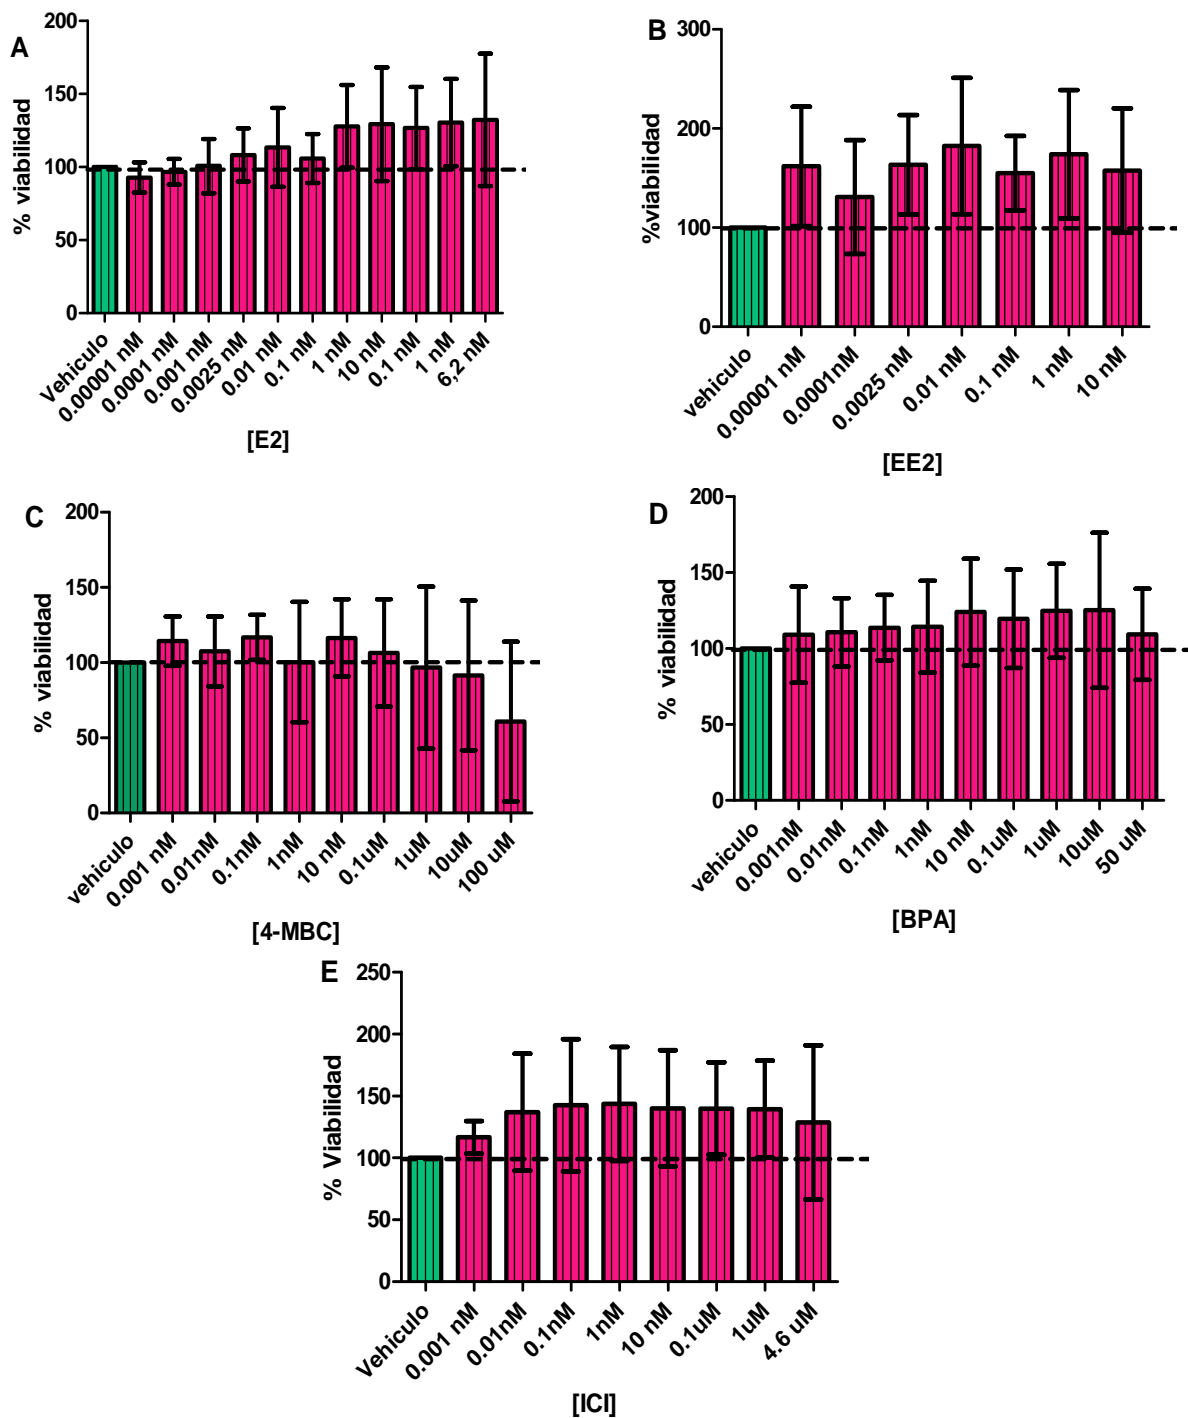 A
% viabilidad
200
150
100
50
0
Vehiculo
0.00001 nM
0.0001 nM
0.001 nM
0.0025 nM
0.01 nM
0.1 nM
1 nM
10 nM
0.1 nM
1 nM
6,2 nM
[E2]
B
%viabilidad
300
200
100
0
vehiculo
0.00001 nM
0.0001nM
0.0025 nM
0.01 nM
0.1 nM
1 nM
10 nM
[EE2]
C
% viabilidad
200
150
100
50
0
vehiculo
0.001 nM
0.01nM
0.1nM
1nM
10 nM
0.1uM
1uM
10uM
100 uM
[4-MBC]
D
% viabilidad
200
150
100
50
0
vehiculo
0.001nM
0.01nM
0.1nM
1nM
10 nM
0.1uM
1uM
10uM
50 uM
[BPA]
E
% Viabilidad
250
200
150
100
50
0
Vehiculo
0.001 nM
0.01nM
0.1nM
1nM
10 nM
0.1uM
1uM
4.6 uM
[ICI]